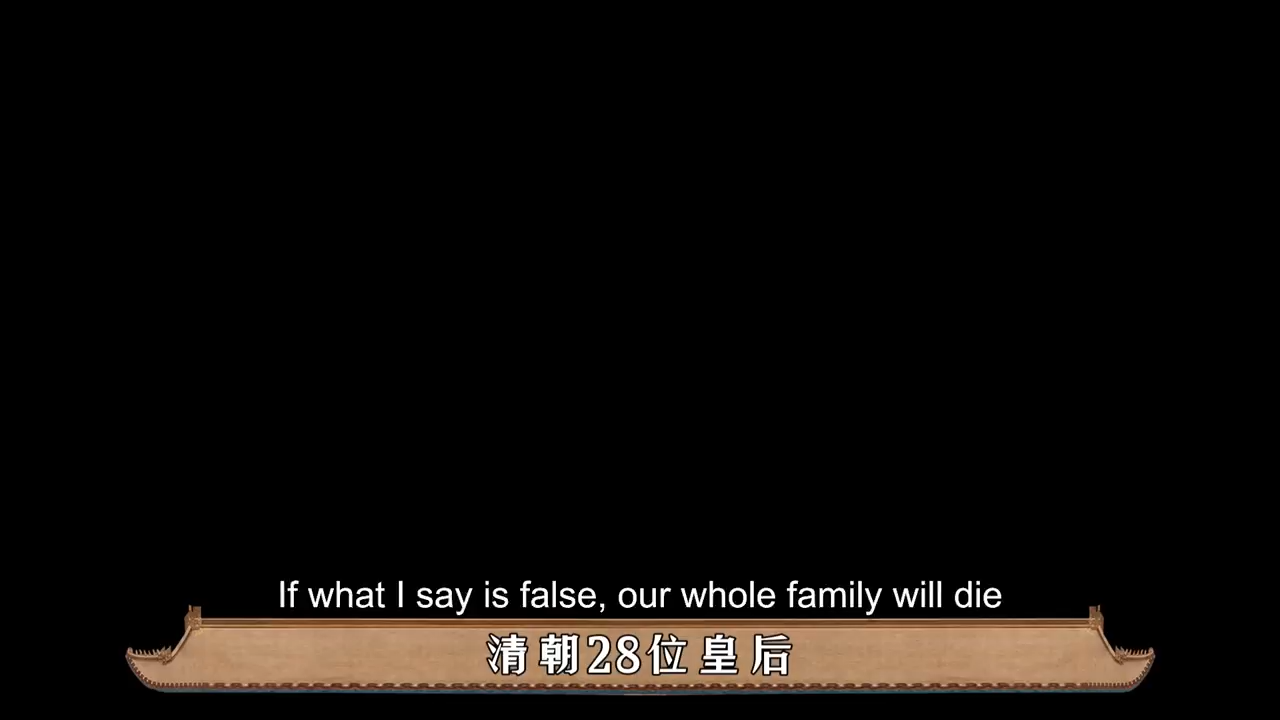 If what I say is false, our whole family will die
清朝28位皇后